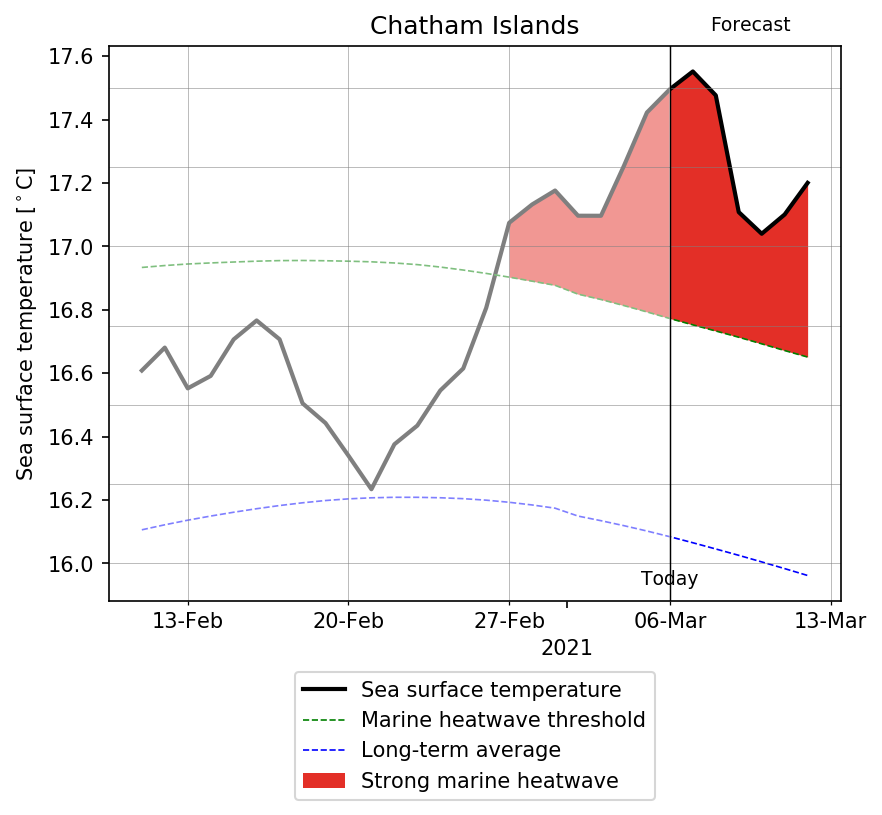 Chatham Islands
Forecast
Sea surface temperature [°C]
17.6
17.4
17.2
17.0
16.8
16.6
16.4
16.2
16.0
Today
13-Feb 20-Feb 27-Feb 06-Mar 13-Mar
2021
Sea surface temperature
Marine heatwave threshold
Long-term average
Strong marine heatwave